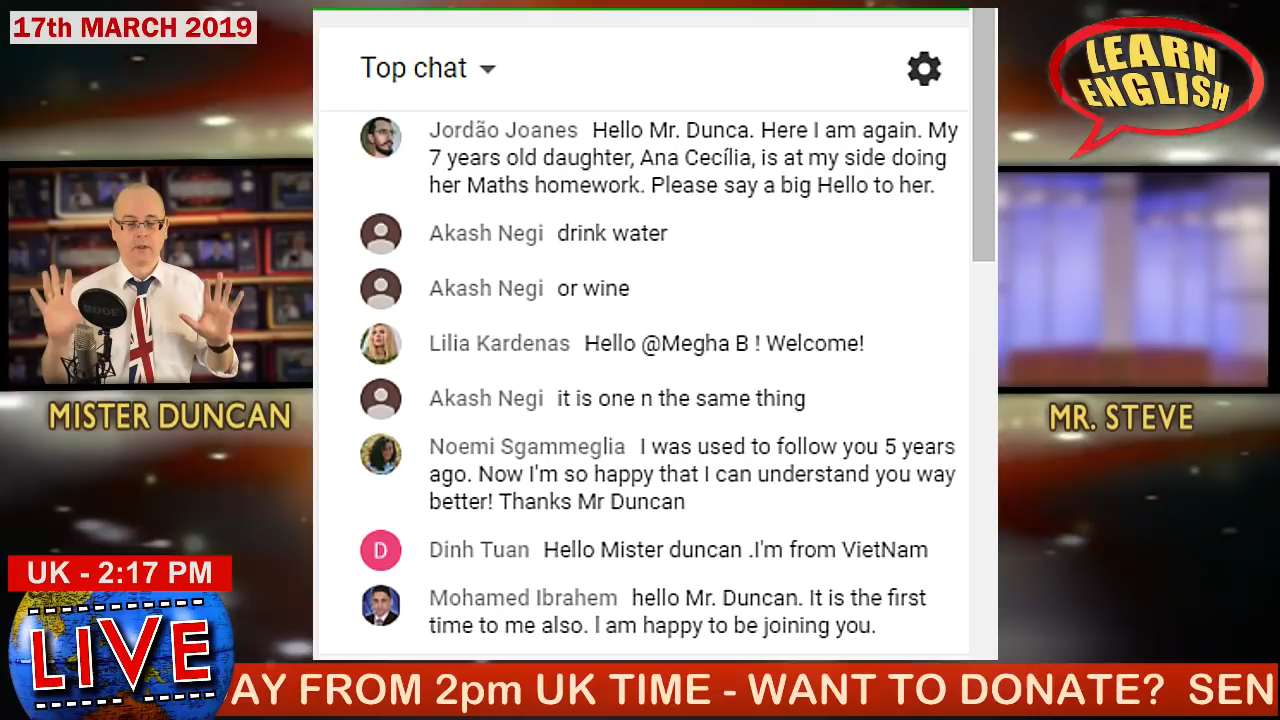 17th MARCH 2019
LEARN
ENGLISH
Top chat
Jordão Joanes Hello Mr. Dunca. Here I am again. My
7 years old daughter, Ana Cecília, is at my side doing
her Maths homework. Please say a big Hello to her.
Akash Negi drink water
Akash Negi or wine
Lilia Kardenas Hello @Megha B ! Welcome!
Akash Negi it is one n the same thing
Noemi Sgammeglia I was used to follow you 5 years
ago. Now I'm so happy that I can understand you way
better! Thanks Mr Duncan
D
Dinh Tuan Hello Mister duncan .I'm from VietNam
Mohamed Ibrahem hello Mr. Duncan. It is the first
time to me also. I am happy to be joining you.
RODE
MISTER DUNCAN
MR. STEVE
UK - 2:17 PM
LIVE
AY FROM 2pm UK TIME - WANT TO DONATE? SEN